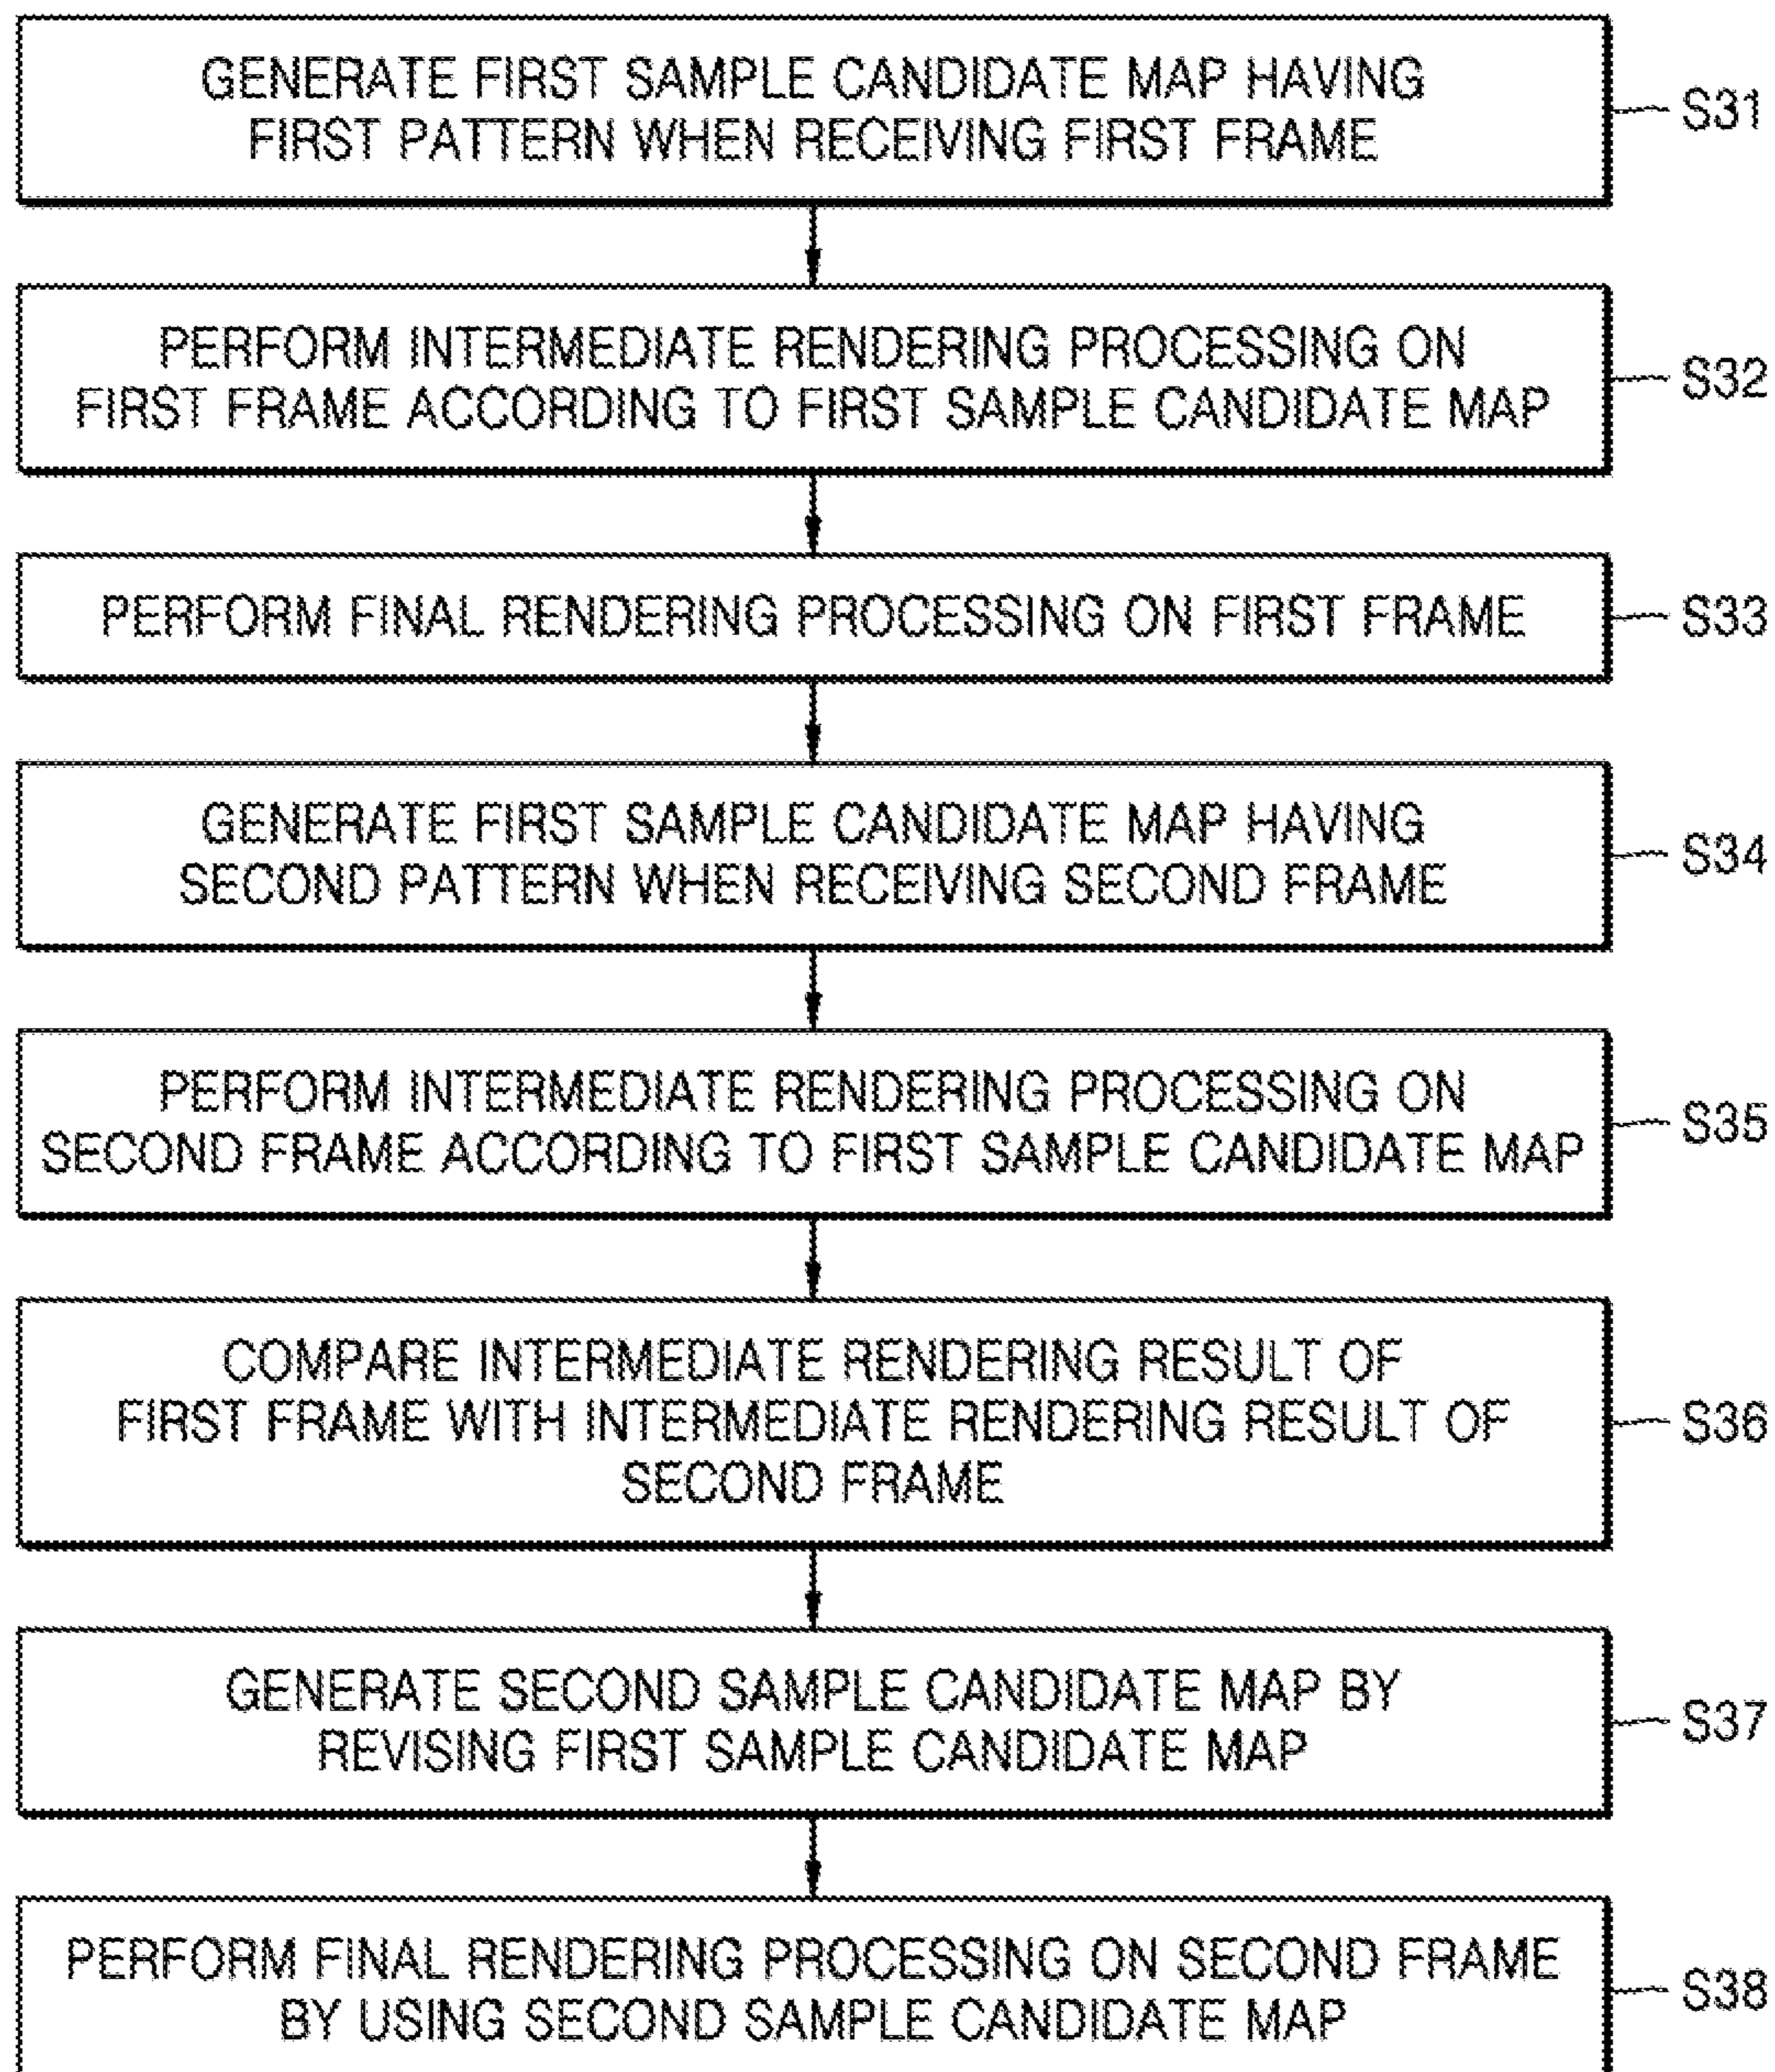 GENERATE FIRST SAMPLE CANDIDATE MAP HAVING
FIRST PATTERN WHEN RECEIVING FIRST FRAME
S31
PERFORM INTERMEDIATE RENDERING PROCESSING ON
FIRST FRAME ACCORDING TO FIRST SAMPLE CANDIDATE MAP
S32
PERFORM FINAL RENDERING PROCESSING ON FIRST FRAME
S33
GENERATE FIRST SAMPLE CANDIDATE MAP HAVING
SECOND PATTERN WHEN RECEIVING SECOND FRAME
S34
PERFORM INTERMEDIATE RENDERING PROCESSING ON
SECOND FRAME ACCORDING TO FIRST SAMPLE CANDIDATE MAP
S35
COMPARE INTERMEDIATE RENDERING RESULT OF
FIRST FRAME WITH INTERMEDIATE RENDERING RESULT OF
SECOND FRAME
S36
GENERATE SECOND SAMPLE CANDIDATE MAP BY
REVISING FIRST SAMPLE CANDIDATE MAP
S37
PERFORM FINAL RENDERING PROCESSING ON SECOND FRAME
BY USING SECOND SAMPLE CANDIDATE MAP
S38